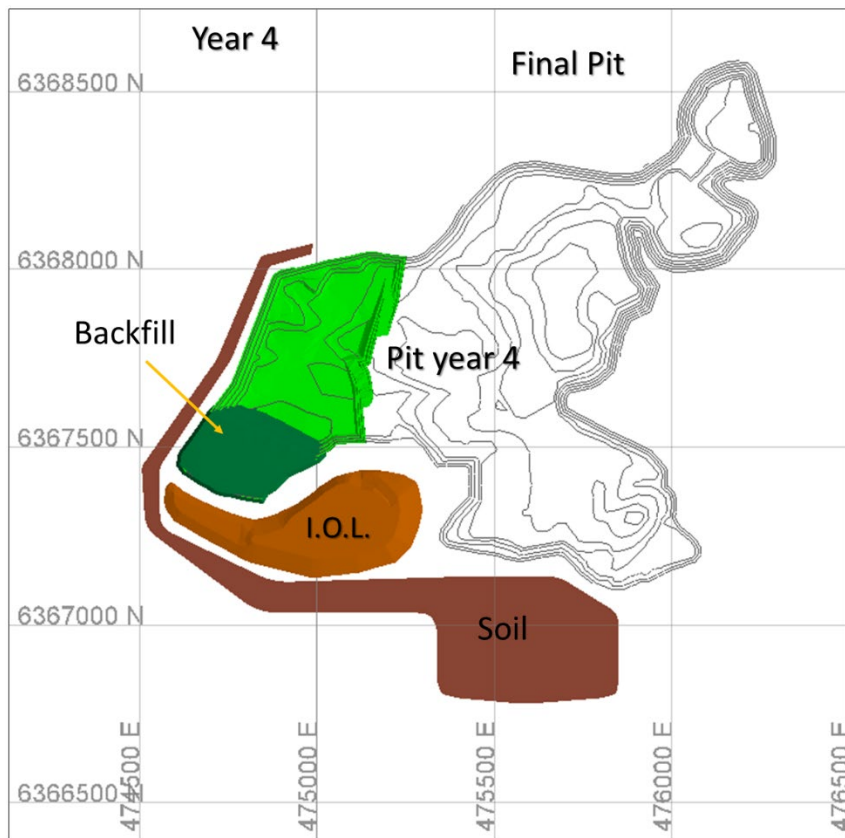 Year 4
Final Pit
6368500 N
6368000 N
Backfill
Pit year 4
6367500 N
I.O.L.
6367000 N
Soil
6366500 N
474500 E
475000 E
475500 E
476000 E
476500 E